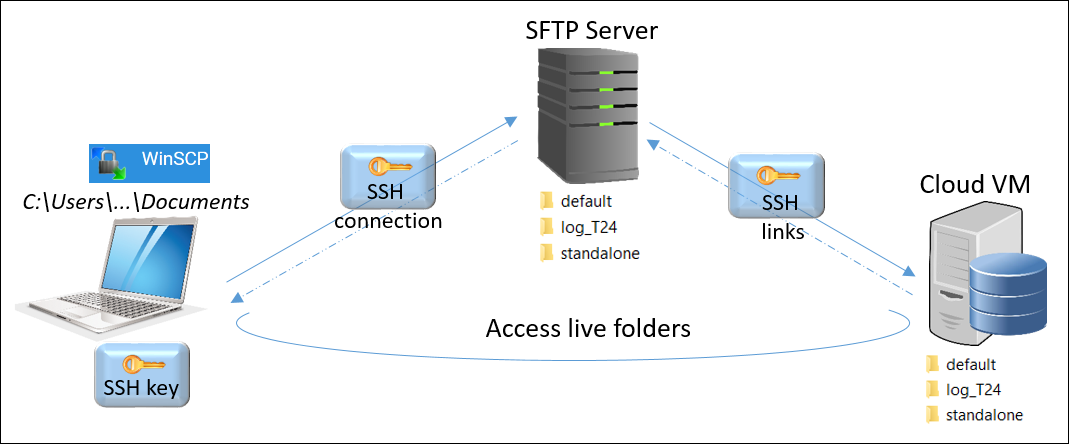 SFTP Server
WinSCP
C:\Users\...\Documents
SSH
connection
default
log_T24
standalone
SSH
links
Cloud VM
Access live folders
SSH key
default
log_T24
standalone